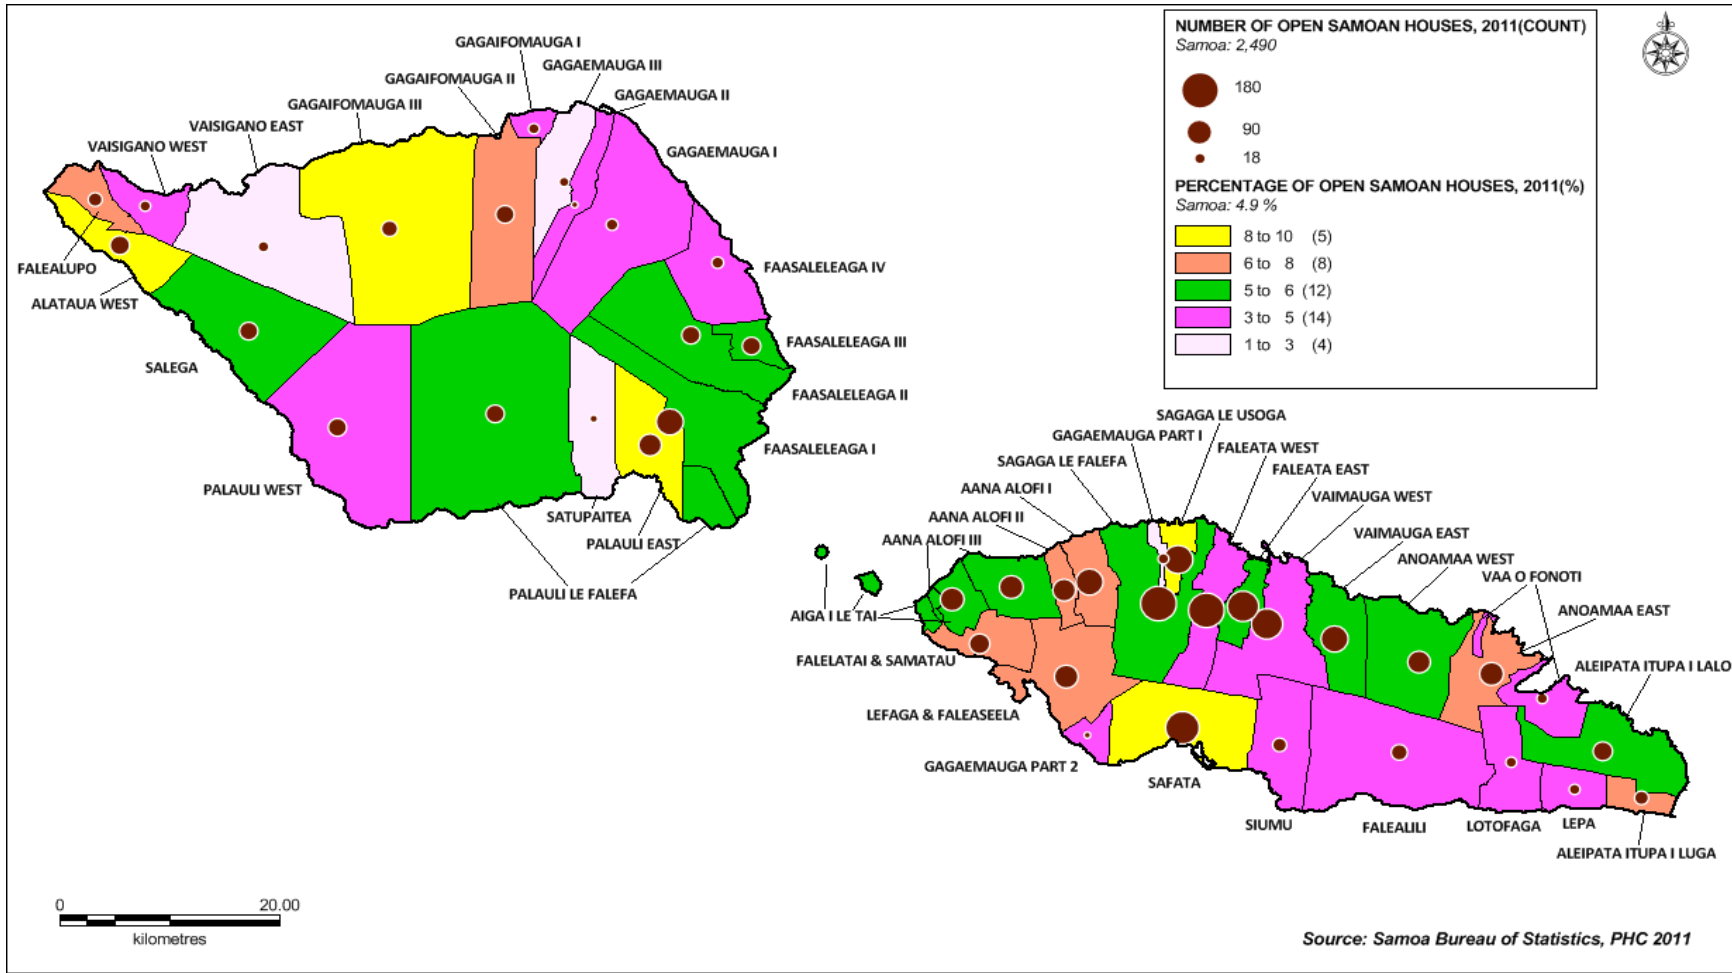 NUMBER OF OPEN SAMOAN HOUSES, 2011(COUNT)
Samoa: 2,490
180
90
18
PERCENTAGE OF OPEN SAMOAN HOUSES, 2011(%)
Samoa: 4.9 %
8 to 10 (5)
6 to 8 (8)
5 to 6 (12)
3 to 5 (14)
1 to 3 (4)
GAGAIFOMAUGA I
GAGAEMAUGA III
GAGAIFOMAUGA II
GAGAEMAUGA II
GAGAIFOMAUGA III
VAISIGANO EAST
VAISIGANO WEST
GAGAEMAUGA I
FALEALUPO
FAASALELEAGA IV
ALATAUA WEST
FAASALELEAGA III
SALEGA
FAASALELEAGA II
FAASALELEAGA I
PALAULI WEST
SATUPAITEA
PALAULI EAST
PALAULI LE FALEFA
SAGAGA LE USOGA
GAGAEMAUGA PART I
FALEATA WEST
SAGAGA LE FALEFA
FALEATA EAST
AANA ALOFI I
VAIMAUGA WEST
AANA ALOFI II
VAIMAUGA EAST
AANA ALOFI III
ANOAMAA WEST
VAA O FONOTI
AIGA I LE TAI
ANOAMAA EAST
FALELATAI & SAMATAU
ALEIPATA ITUPA I LALO
LEFAGA & FALEASEELA
GAGAEMAUGA PART 2
SAFATA
SIUMU
FALEALILI
LOTOFAGA
LEPA
ALEIPATA ITUPA I LUGA
0 20.00
kilometres
Source: Samoa Bureau of Statistics, PHC 2011